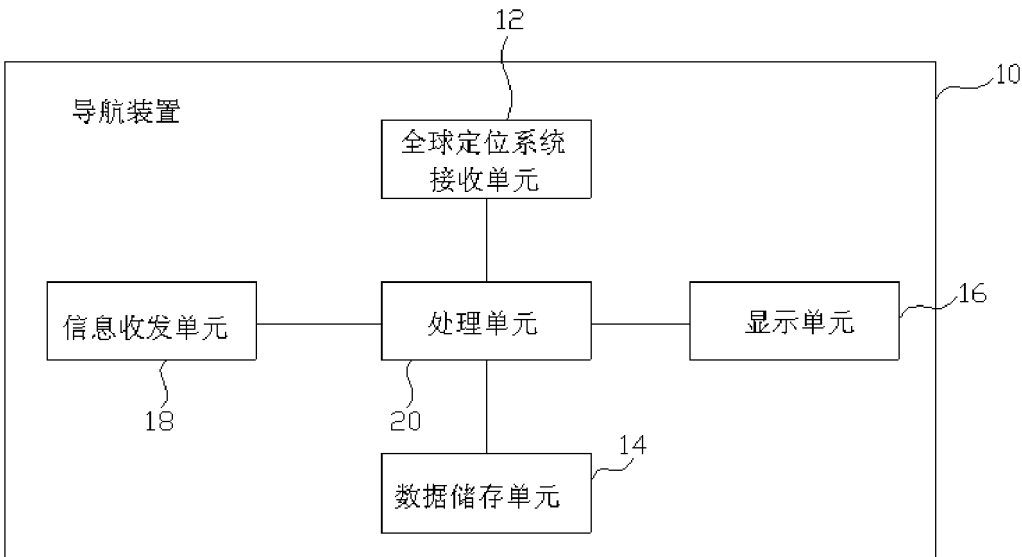 12
10
导航装置
全球定位系统
接收单元
信息收发单元
处理单元
显示单元
16
18
20
14
数据储存单元